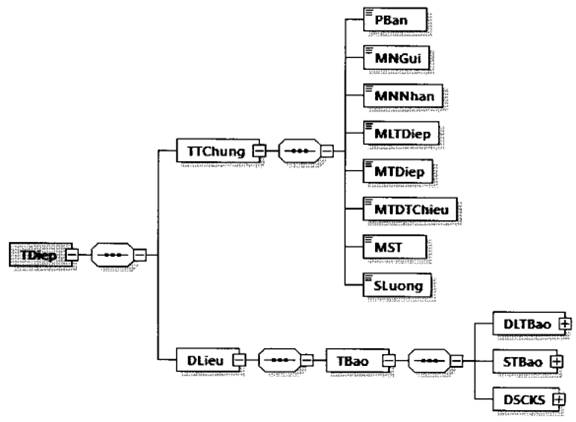 PBan
MNGui
MNNhan
MLTDiep
TTChung
MTDiep
MTDTChieu
MST
TDiep
SLuong
DLTBao
DLieu
TBao
STBao
DSCKS